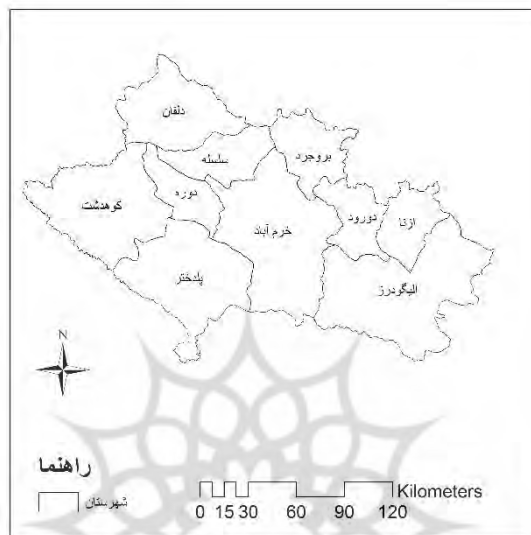 دلفان
سلسله
بروجرد
کوهدشت
دوره
خرم آباد
دورود
ازنا
پلدختر
الیگودرز
N
راهنما
شهرستان
Kilometers
0 15 30 60 90 120